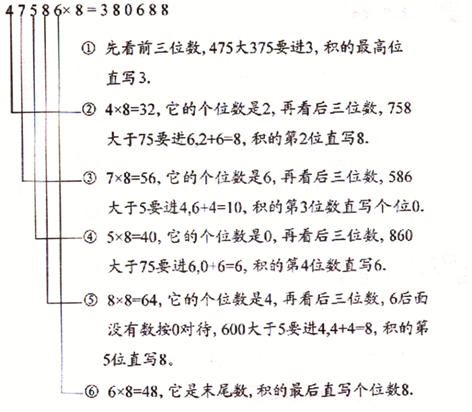 47586×8=380688
① 先看前三位数,475大375要进3, 积的最高位
直写3.
② 4×8=32, 它的个位数是2, 再看后三位数, 758
大于75要进6,2+6=8, 积的第2位直写8.
③ 7×8=56, 它的个位数是6, 再看后三位数, 586
大于5要进4,6+4=10, 积的第3位数直写个位0.
④ 5×8=40, 它的个位数是0, 再看后三位数, 860
大于75要进6,0+6=6, 积的第4位数直写6.
⑤ 8×8=64, 它的个位数是4, 再看后三位数, 6后面
没有数按0对待, 600大于5要进4,4+4=8, 积的第
5位直写8。
⑥ 6×8=48, 它是末尾数, 积的最后直写个位数8.